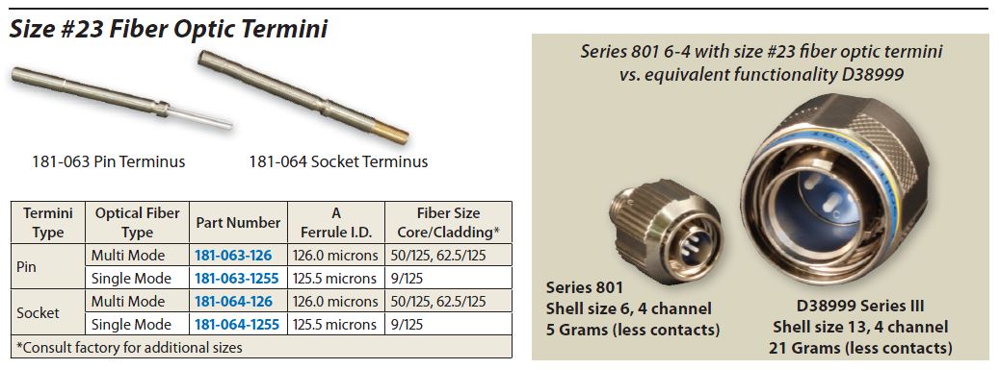 Size #23 Fiber Optic Termini
181-063 Pin Terminus
181-064 Socket Terminus
Termini Type | Optical Fiber Type | Part Number | A Ferrule I.D. | Fiber Size Core/Cladding*
Pin | Multi Mode | 181-063-126 | 126.0 microns | 50/125, 62.5/125
Single Mode | 181-063-1255 | 125.5 microns | 9/125
Socket | Multi Mode | 181-064-126 | 126.0 microns | 50/125, 62.5/125
Single Mode | 181-064-1255 | 125.5 microns | 9/125
*Consult factory for additional sizes
Series 801 6-4 with size #23 fiber optic termini
vs. equivalent functionality D38999
Series 801
Shell size 6, 4 channel
5 Grams (less contacts)
D38999 Series III
Shell size 13, 4 channel
21 Grams (less contacts)